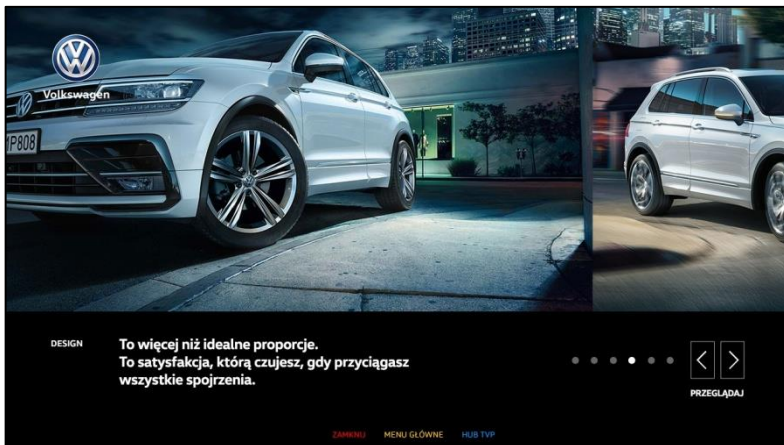 Volkswagen
1P808
DESIGN
To więcej niż idealne proporcje.
To satysfakcja, którą czujesz, gdy przyciągasz
wszystkie spojrzenia.
PRZEGLĄDAJ
ZAMKNIJ MENU GŁÓWNE HUB TVP